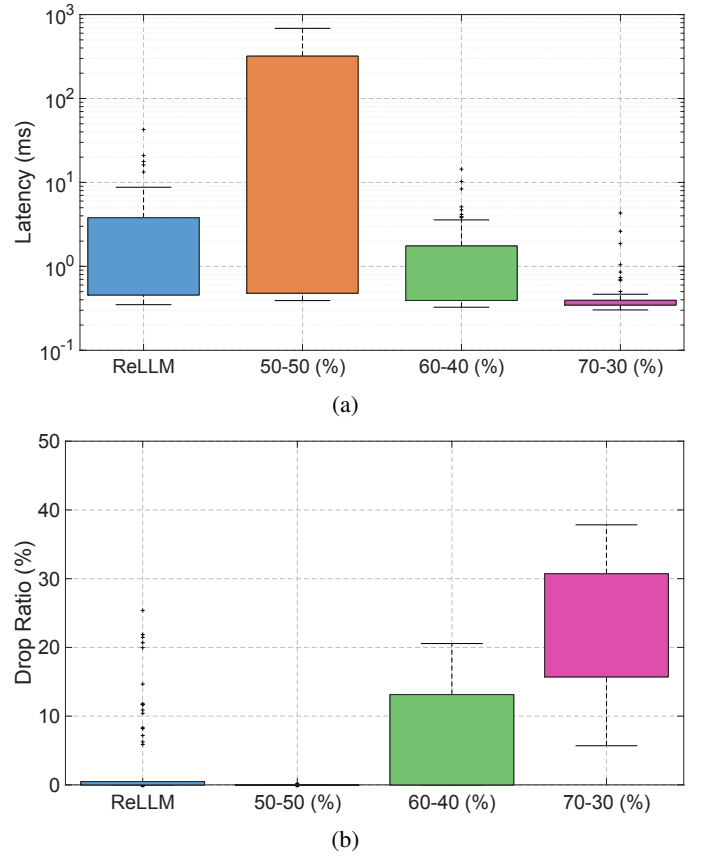 10^3
10^2
10^1
10^0
10^-1
Latency (ms)
ReLLM 50-50 (%) 60-40 (%) 70-30 (%)
(a)
50
40
30
20
10
0
Drop Ratio (%)
ReLLM 50-50 (%) 60-40 (%) 70-30 (%)
(b)